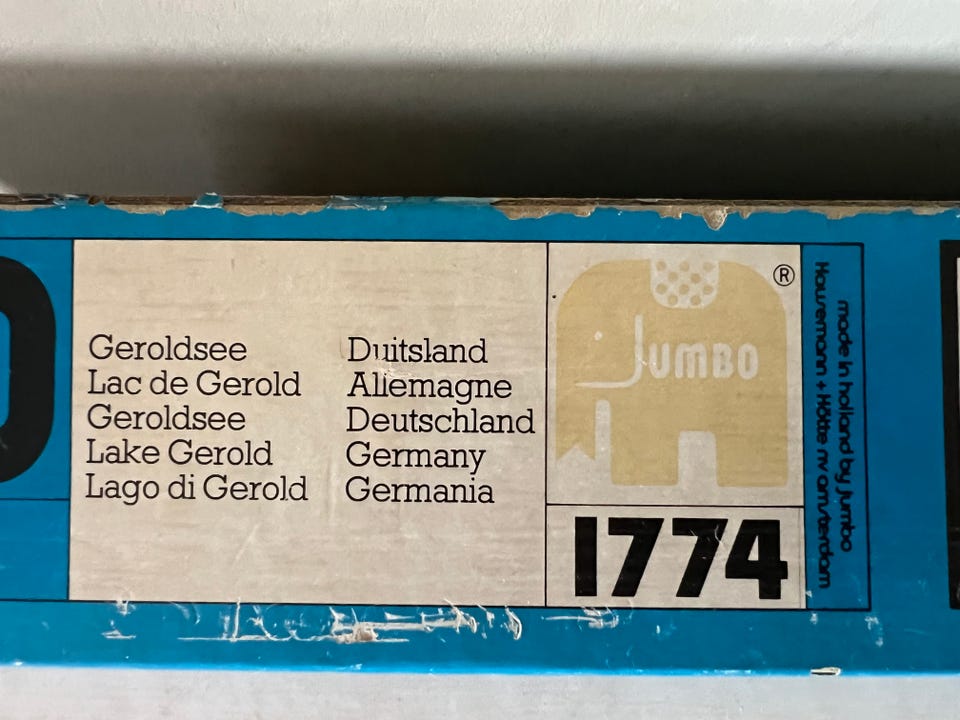 Geroldsee Duitsland
Lac de Gerold Allemagne
Geroldsee Deutschland
Lake Gerold Germany
Lago di Gerold Germania
JUMBO
®
1774
made in holland by jumbo
Hausemann + Hötte nv amsterdam